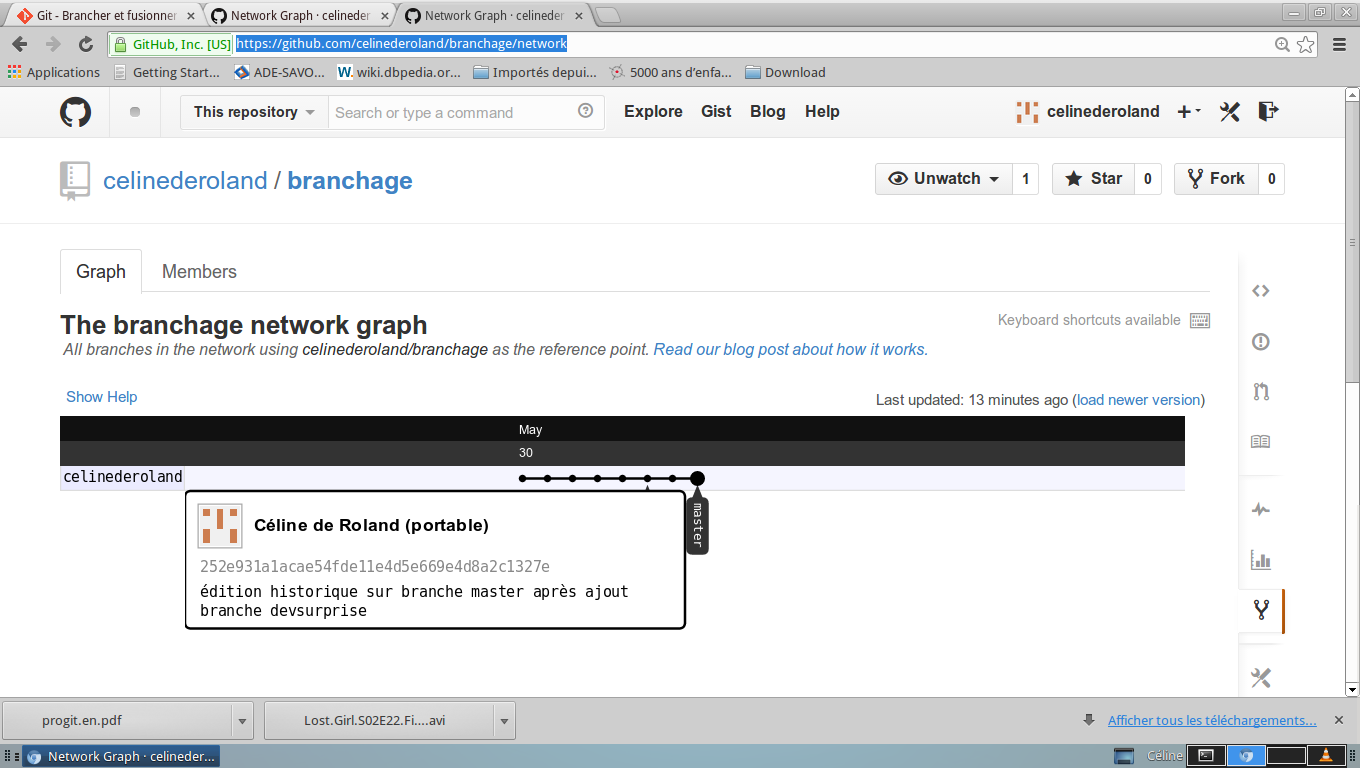 Git - Brancher et fusionner
Network Graph · celineder
Network Graph · celineder
GitHub, Inc. [US] https://github.com/celinederoland/branchage/network
Applications Getting Start... ADE-SAVO... wiki.dbpedia.or... Importés depui... 5000 ans d’enfa... Download
This repository Search or type a command Explore Gist Blog Help celinederoland
celinederoland / branchage Unwatch 1 Star 0 Fork 0
Graph Members
The branchage network graph
Keyboard shortcuts available
All branches in the network using celinederoland/branchage as the reference point. Read our blog post about how it works.
Show Help
Last updated: 13 minutes ago (load newer version)
May
30
celinederoland
master
Céline de Roland (portable)
252e931a1acae54fde11e4d5e669e4d8a2c1327e
édition historique sur branche master après ajout
branche devsurprise
progit.en.pdf Lost.Girl.S02E22.Fi....avi Afficher tous les téléchargements...
Network Graph · celineder... Céline